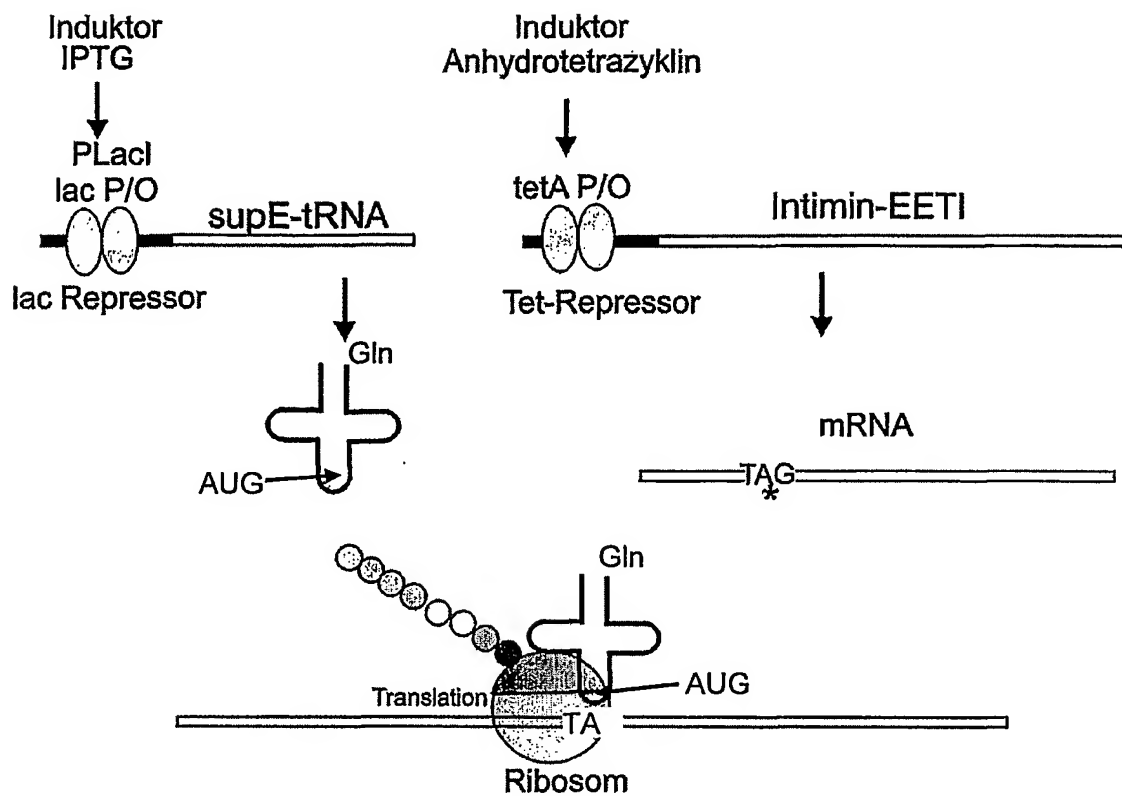 Induktor
IPTG
PLacI
lac P/O
supE-tRNA
lac Repressor
Induktor
Anhydrotetrazyklin
tetA P/O
Intimin-EETI
Tet-Repressor
Gln
AUG
mRNA
TAG
*
Gln
Translation
AUG
TA
Ribosom